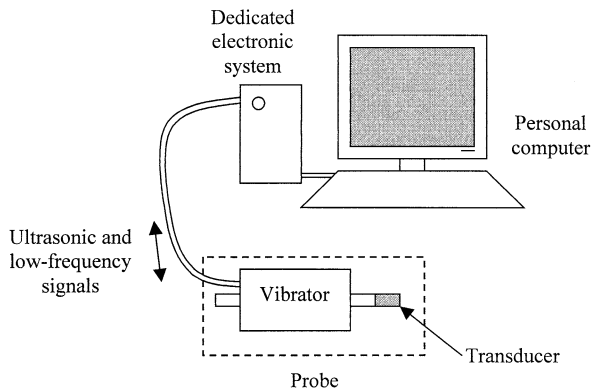 Dedicated
electronic
system
Personal
computer
Ultrasonic and
low-frequency
signals
Vibrator
Transducer
Probe